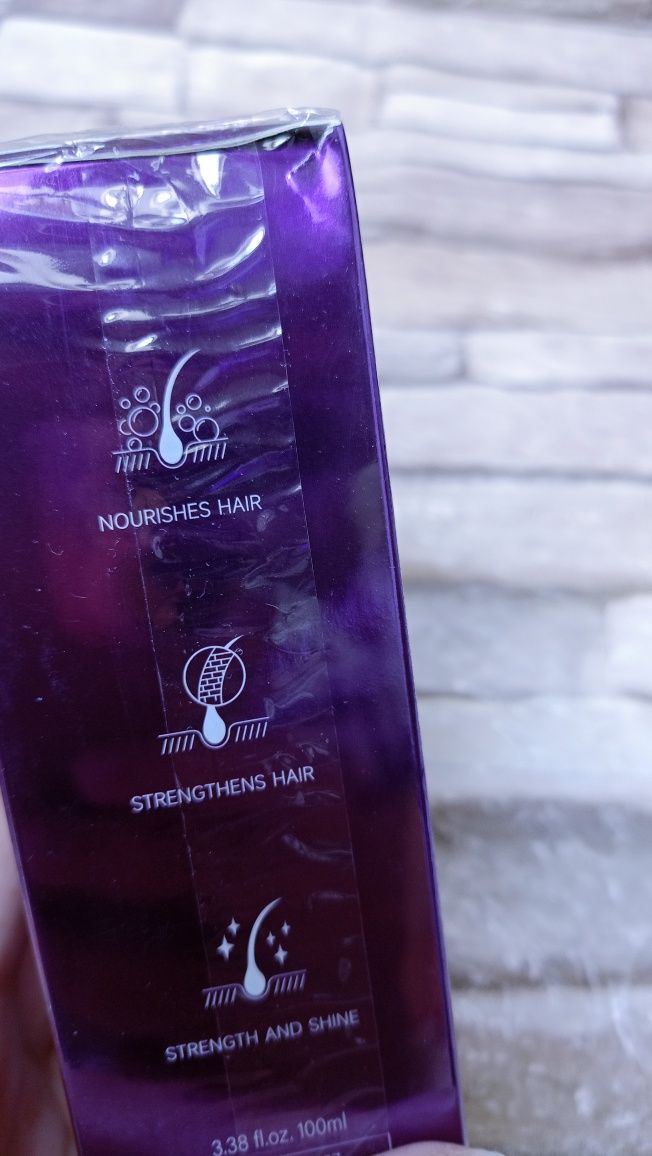 NOURISHES HAIR
STRENGTHENS HAIR
STRENGTH AND SHINE
3.38 fl.oz. 100ml